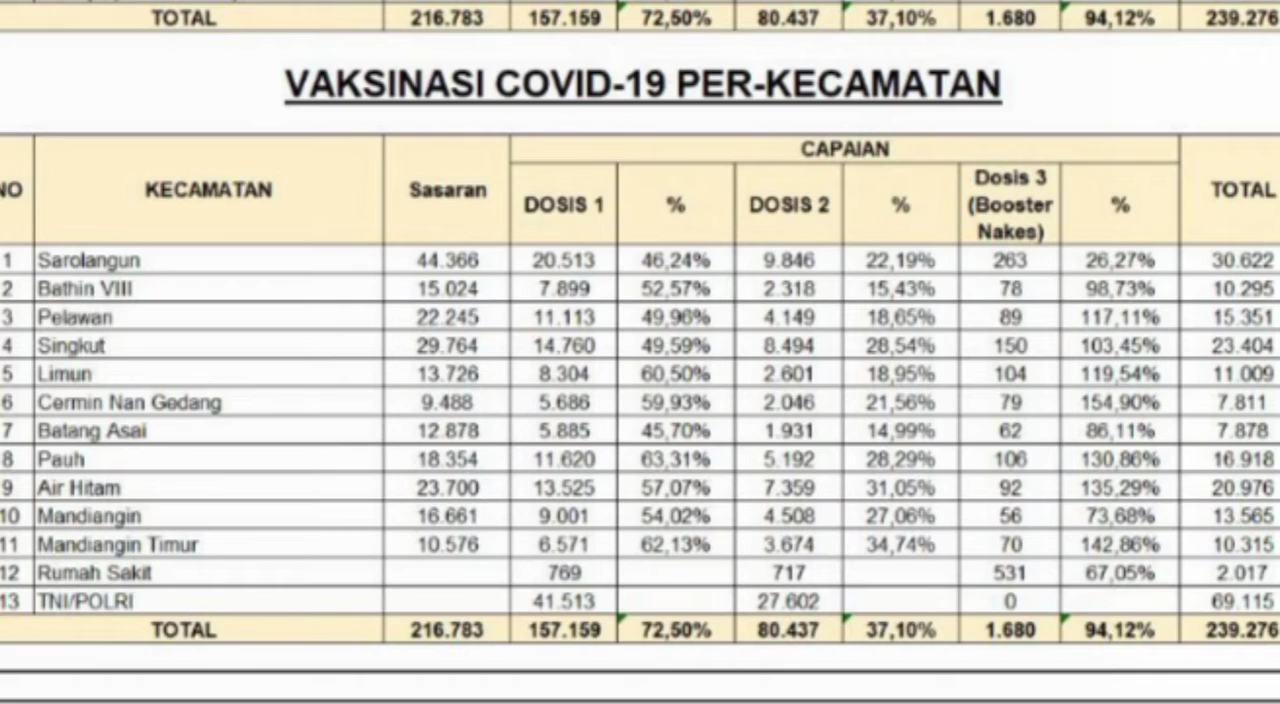 TOTAL 216.783 157.159 72,50% 80.437 37,10% 1.680 94,12% 239.276
VAKSINASI COVID-19 PER-KECAMATAN
NO KECAMATAN Sasaran CAPAIAN TOTAL
DOSIS 1 % DOSIS 2 % Dosis 3 (Booster Nakes) %
1 Sarolangun 44.366 20.513 46,24% 9.846 22,19% 263 26,27% 30.622
2 Bathin VIII 15.024 7.899 52,57% 2.318 15,43% 78 98,73% 10.295
3 Pelawan 22.245 11.113 49,96% 4.149 18,65% 89 117,11% 15.351
4 Singkut 29.764 14.760 49,59% 8.494 28,54% 150 103,45% 23.404
5 Limun 13.726 8.304 60,50% 2.601 18,95% 104 119,54% 11.009
6 Cermin Nan Gedang 9.488 5.686 59,93% 2.046 21,56% 79 154,90% 7.811
7 Batang Asai 12.878 5.885 45,70% 1.931 14,99% 62 86,11% 7.878
8 Pauh 18.354 11.620 63,31% 5.192 28,29% 106 130,86% 16.918
9 Air Hitam 23.700 13.525 57,07% 7.359 31,05% 92 135,29% 20.976
10 Mandiangin 16.661 9.001 54,02% 4.508 27,06% 56 73,68% 13.565
11 Mandiangin Timur 10.576 6.571 62,13% 3.674 34,74% 70 142,86% 10.315
12 Rumah Sakit 769 717 531 67,05% 2.017
13 TNI/POLRI 41.513 27.602 0 69.115
TOTAL 216.783 157.159 72,50% 80.437 37,10% 1.680 94,12% 239.276